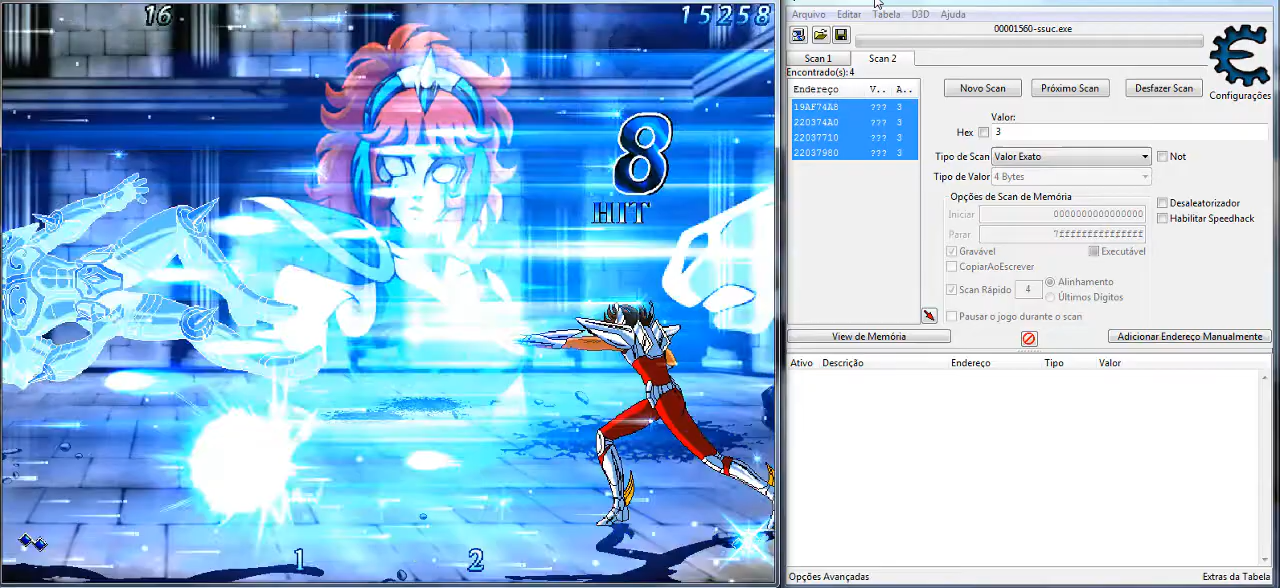 16
15258
8
HIT
1
2
Arquivo Editar Tabela D3D Ajuda
00001560-ssuc.exe
Scan 1 Scan 2
Encontrado(s):4
Endereço V.. A..
19AF74A8 ??? 3
220374A0 ??? 3
22037710 ??? 3
22037980 ??? 3
Novo Scan Próximo Scan Desfazer Scan
Configurações
Valor:
Hex 3
Tipo de Scan Valor Exato Not
Tipo de Valor 4 Bytes
Opções de Scan de Memória
Iniciar 0000000000000000
Parar 7fffffffffffffff
Gravável Executável
CopiarAoEscrever
Scan Rápido 4 Alinhamento
Últimos Dígitos
Pausar o jogo durante o scan
Desaleatorizador
Habilitar Speedhack
View de Memória Adicionar Endereço Manualmente
Ativo Descrição Endereço Tipo Valor
Opções Avançadas Extras da Tabela